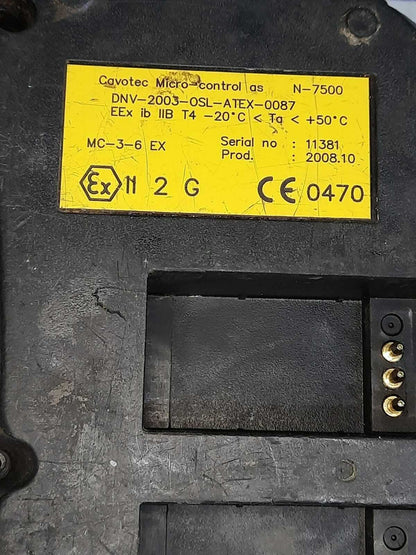 Cavotec Micro-control as N-7500
DNV-2003-OSL-ATEX-0087
EEx ib IIB T4 -20°C < Ta < +50°C
MC-3-6 EX Serial no : 11381
Prod. : 2008.10
Ex II 2 G CE 0470